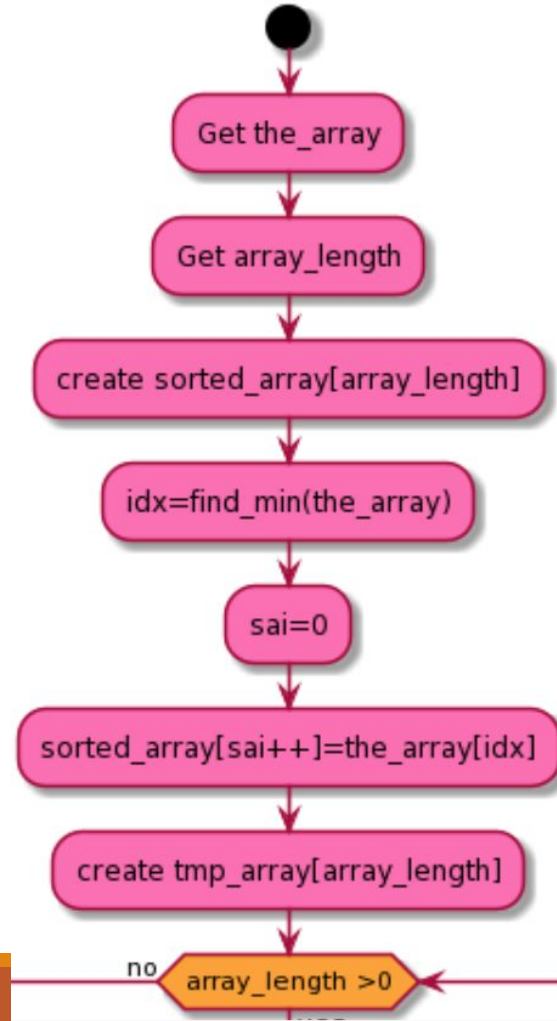 Get the_array
Get array_length
create sorted_array[array_length]
idx=find_min(the_array)
sai=0
sorted_array[sai++]=the_array[idx]
create tmp_array[array_length]
no
array_length >0